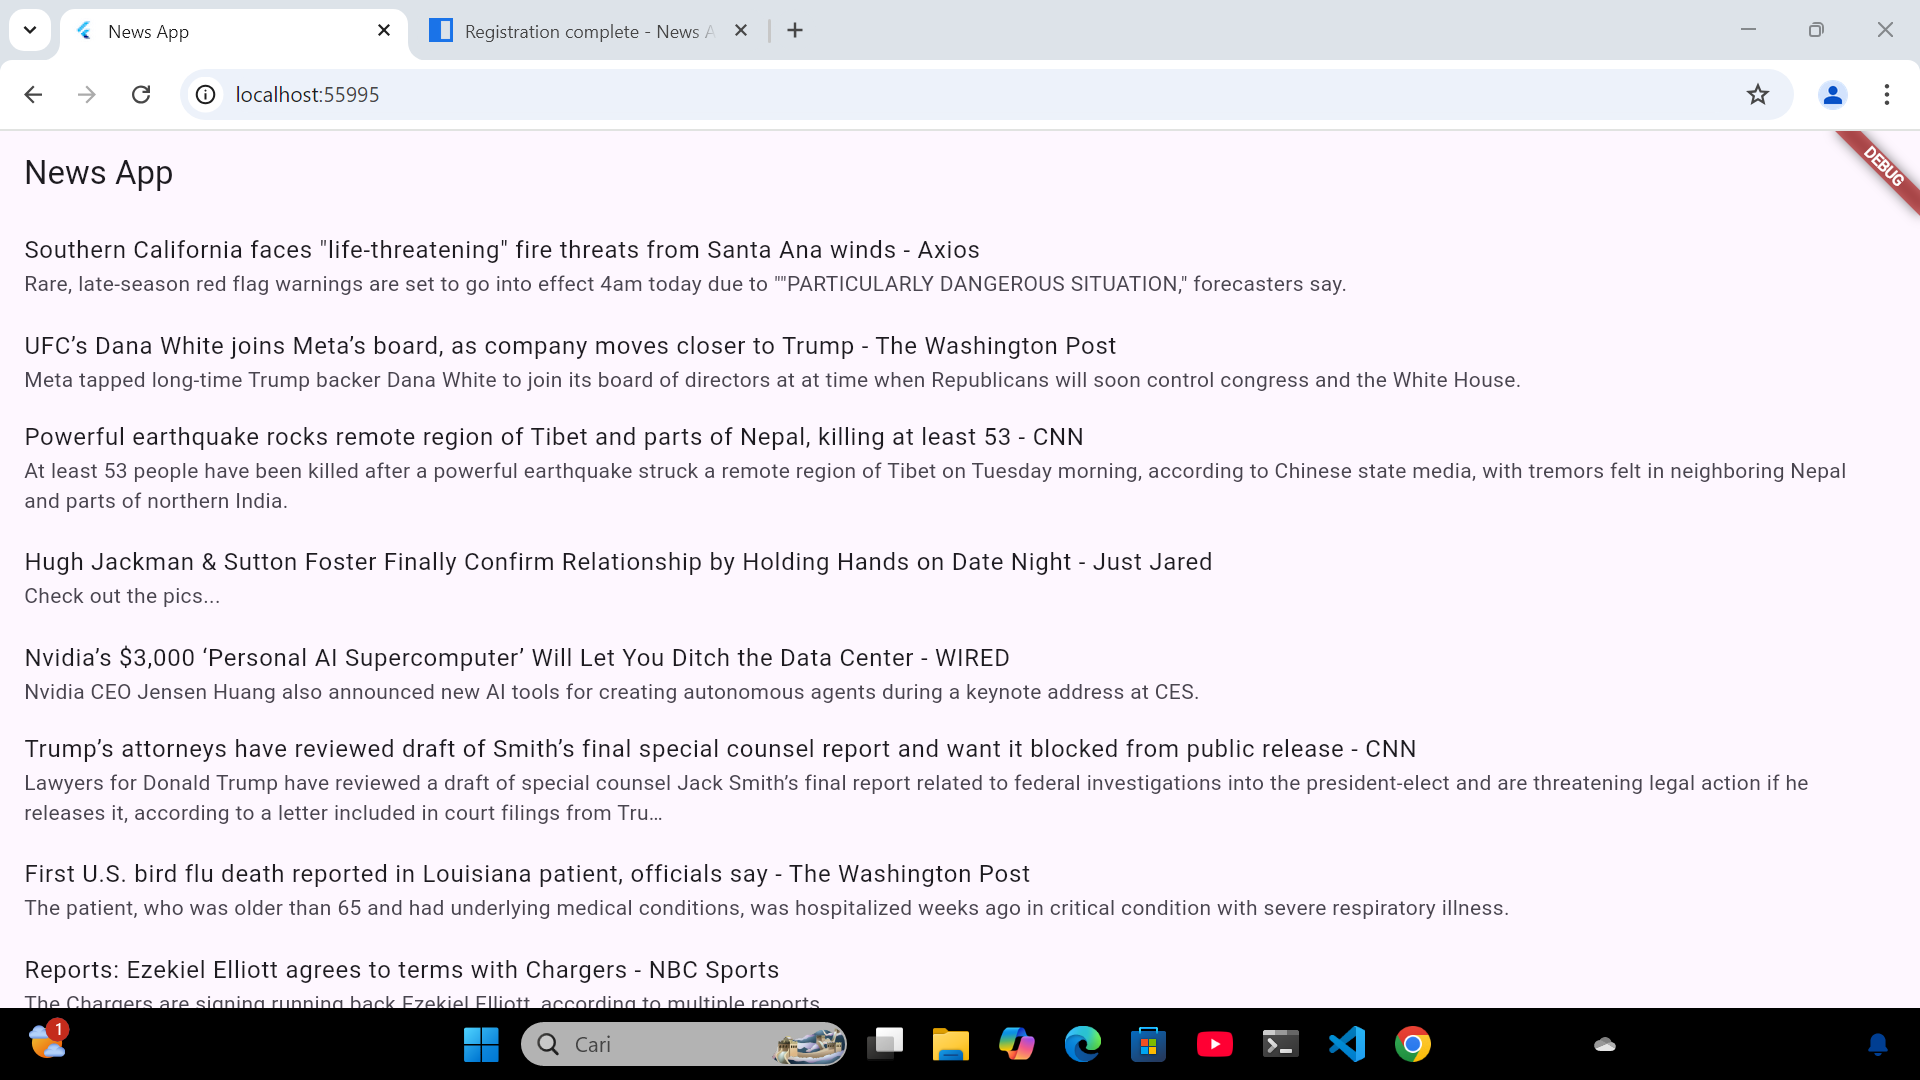 News App
Registration complete - News A
localhost:55995
DEBUG
News App
Southern California faces "life-threatening" fire threats from Santa Ana winds - Axios
Rare, late-season red flag warnings are set to go into effect 4am today due to ""PARTICULARLY DANGEROUS SITUATION," forecasters say.
UFC’s Dana White joins Meta’s board, as company moves closer to Trump - The Washington Post
Meta tapped long-time Trump backer Dana White to join its board of directors at at time when Republicans will soon control congress and the White House.
Powerful earthquake rocks remote region of Tibet and parts of Nepal, killing at least 53 - CNN
At least 53 people have been killed after a powerful earthquake struck a remote region of Tibet on Tuesday morning, according to Chinese state media, with tremors felt in neighboring Nepal
and parts of northern India.
Hugh Jackman & Sutton Foster Finally Confirm Relationship by Holding Hands on Date Night - Just Jared
Check out the pics...
Nvidia’s $3,000 ‘Personal AI Supercomputer’ Will Let You Ditch the Data Center - WIRED
Nvidia CEO Jensen Huang also announced new AI tools for creating autonomous agents during a keynote address at CES.
Trump’s attorneys have reviewed draft of Smith’s final special counsel report and want it blocked from public release - CNN
Lawyers for Donald Trump have reviewed a draft of special counsel Jack Smith’s final report related to federal investigations into the president-elect and are threatening legal action if he
releases it, according to a letter included in court filings from Tru…
First U.S. bird flu death reported in Louisiana patient, officials say - The Washington Post
The patient, who was older than 65 and had underlying medical conditions, was hospitalized weeks ago in critical condition with severe respiratory illness.
Reports: Ezekiel Elliott agrees to terms with Chargers - NBC Sports
The Chargers are signing running back Ezekiel Elliott, according to multiple reports.
1
Cari